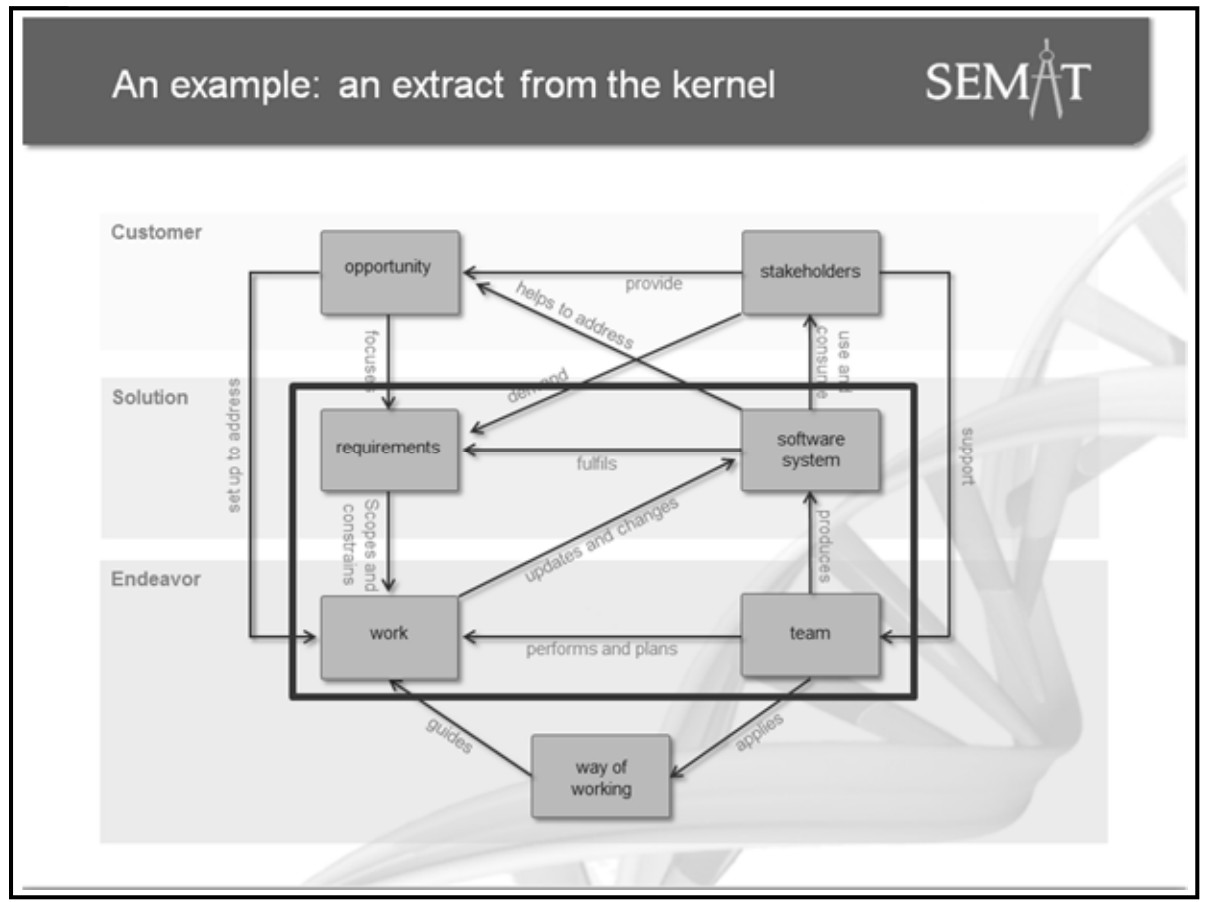 An example: an extract from the kernel
SEMAT
Customer
opportunity
stakeholders
provide
helps to address
focuses
demand
use and
consume
set up to address
Solution
requirements
software
system
fulfils
support
Scopes and
constrains
updates and changes
produces
Endeavor
work
team
performs and plans
guides
applies
way of
working